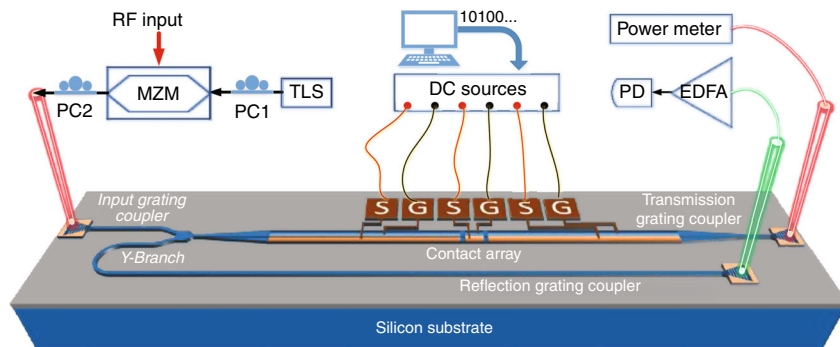 RF input
10100...
Power meter
MZM
TLS
DC sources
PD
EDFA
PC2
PC1
Input grating
coupler
S G S G S G
Transmission
grating coupler
Y-Branch
Contact array
Reflection grating coupler
Silicon substrate